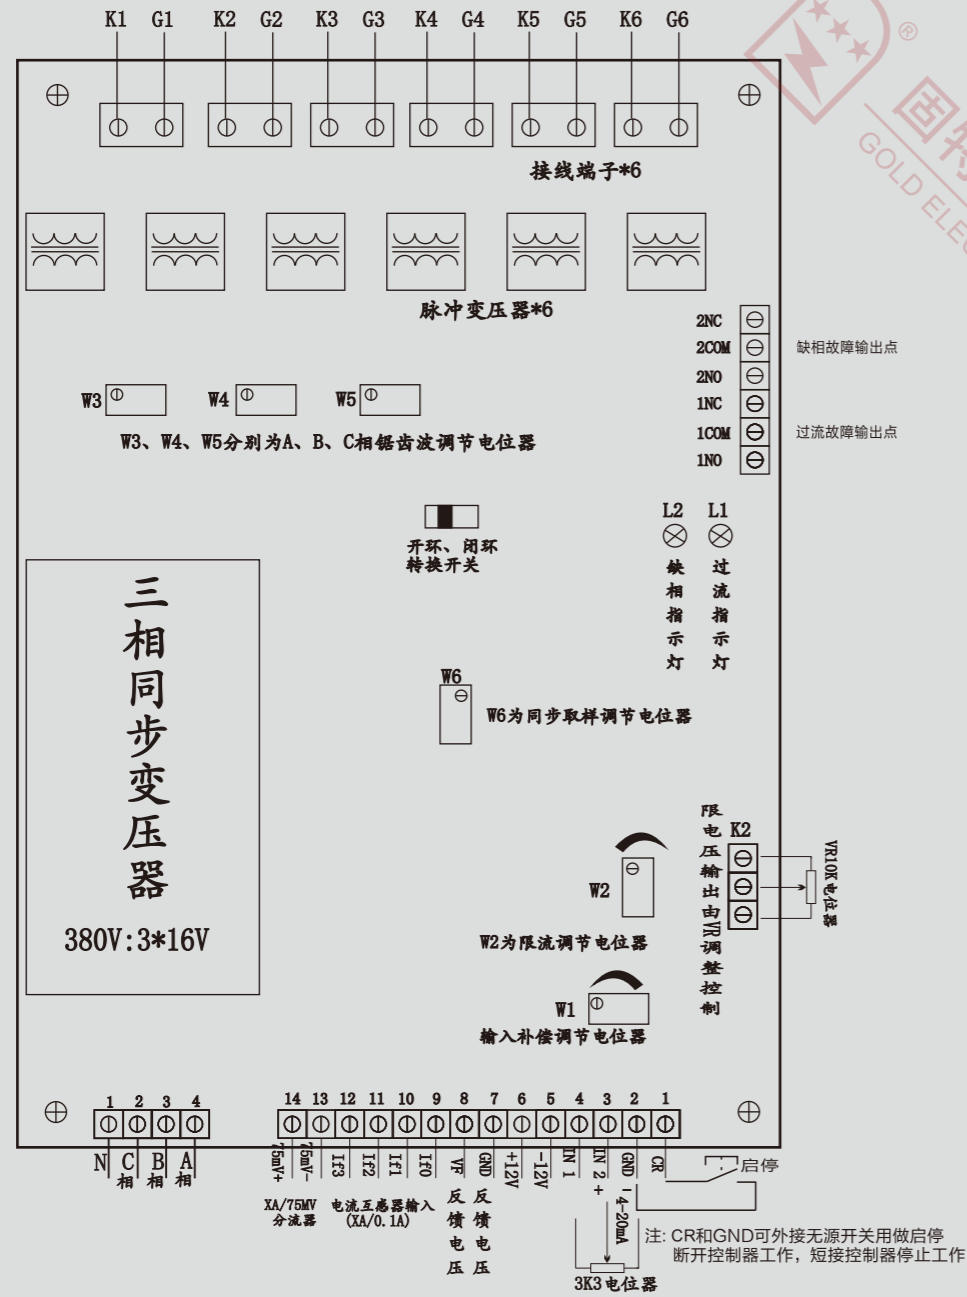 K1 G1 K2 G2 K3 G3 K4 G4 K5 G5 K6 G6
®
GOLD ELEC
接线端子*6
脉冲变压器*6
2NC
2COM 缺相故障输出点
2NO
1NC
1COM 过流故障输出点
1NO
W3 W4 W5
W3、W4、W5分别为A、B、C相锯齿波调节电位器
L2 L1
缺相指示灯
过流指示灯
开环、闭环
转换开关
三相同步变压器
380V:3*16V
W6
W6为同步取样调节电位器
限电压输出由VR调整控制
K2
VR10K电位器
W2
W2为限流调节电位器
W1
输入补偿调节电位器
1 2 3 4
N C相 B相 A相
14 13 12 11 10 9 8 7 6 5 4 3 2 1
75mV+ 75mV- If3 If2 If1 If0 VF GND +12V -12V IN 1 IN 2 GND CR
启停
XA/75MV
分流器
电流互感器输入
(XA/0.1A)
反馈电压
反馈电压
+ 4-20mA -
3K3电位器
注: CR和GND可外接无源开关用做启停
断开控制器工作，短接控制器停止工作